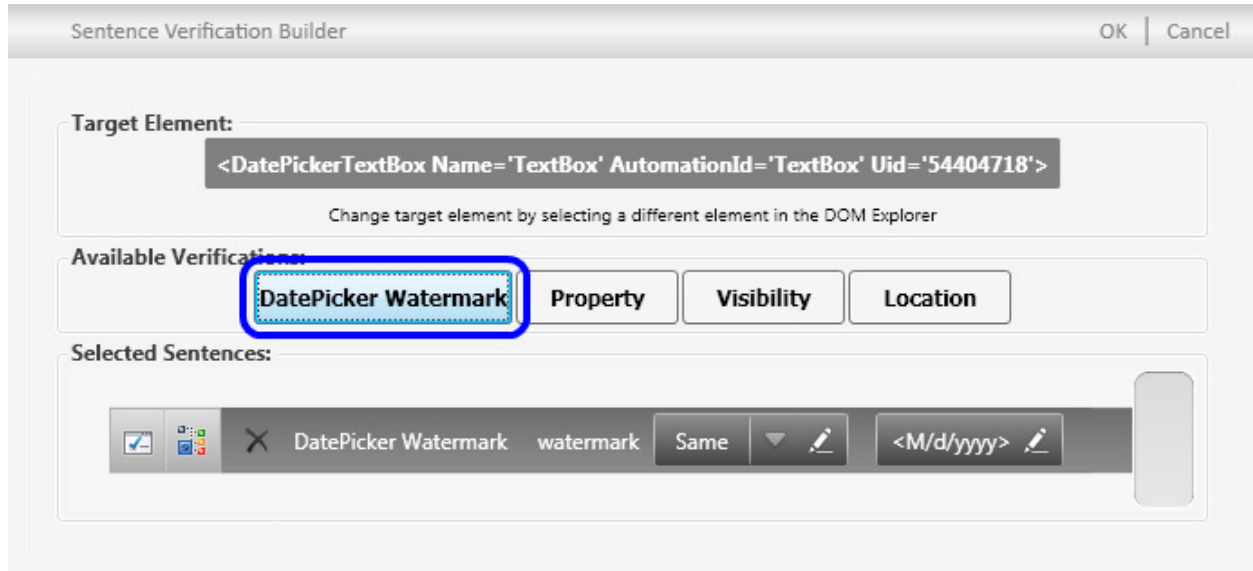 Sentence Verification Builder OK | Cancel
Target Element:
<DatePickerTextBox Name='TextBox' AutomationId='TextBox' Uid='54404718'>
Change target element by selecting a different element in the DOM Explorer
Available Verifications:
DatePicker Watermark Property Visibility Location
Selected Sentences:
DatePicker Watermark watermark Same <M/d/yyyy>